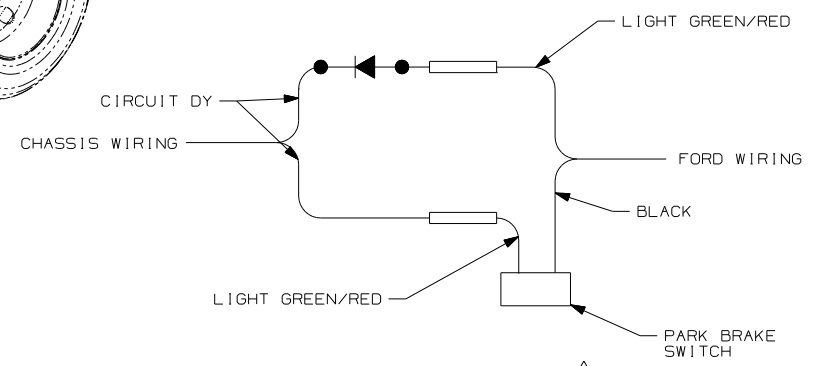 LIGHT GREEN/RED
CIRCUIT DY
CHASSIS WIRING
FORD WIRING
BLACK
LIGHT GREEN/RED
PARK BRAKE
SWITCH